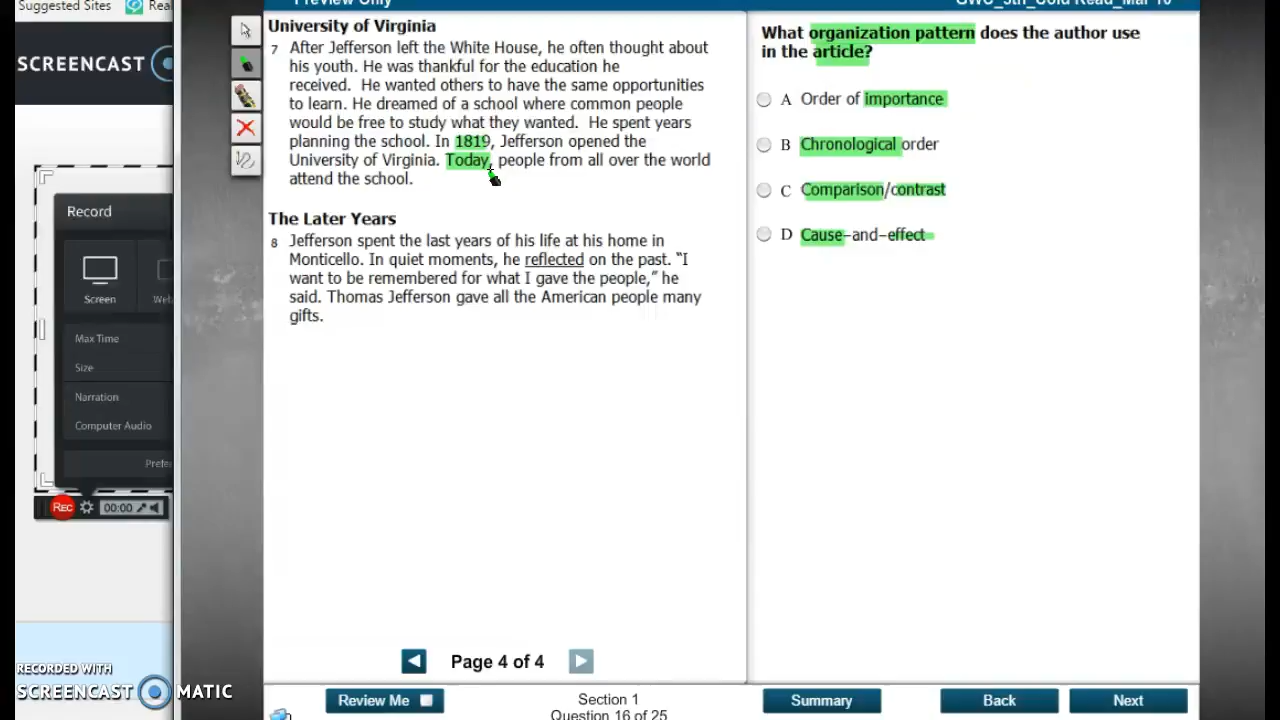 Suggested Sites Rea
Preview Only
SCREENCAST
Record
Screen
Max Time
Size
Narration
Computer Audio
REC 00:00
RECORDED WITH
SCREENCAST MATIC
University of Virginia
7 After Jefferson left the White House, he often thought about
his youth. He was thankful for the education he
received. He wanted others to have the same opportunities
to learn. He dreamed of a school where common people
would be free to study what they wanted. He spent years
planning the school. In 1819, Jefferson opened the
University of Virginia. Today, people from all over the world
attend the school.
The Later Years
8 Jefferson spent the last years of his life at his home in
Monticello. In quiet moments, he reflected on the past. “I
want to be remembered for what I gave the people,” he
said. Thomas Jefferson gave all the American people many
gifts.
Page 4 of 4
What organization pattern does the author use
in the article?
A Order of importance
B Chronological order
C Comparison/contrast
D Cause-and-effect
Review Me
Section 1
Question 16 of 25
Summary
Back
Next